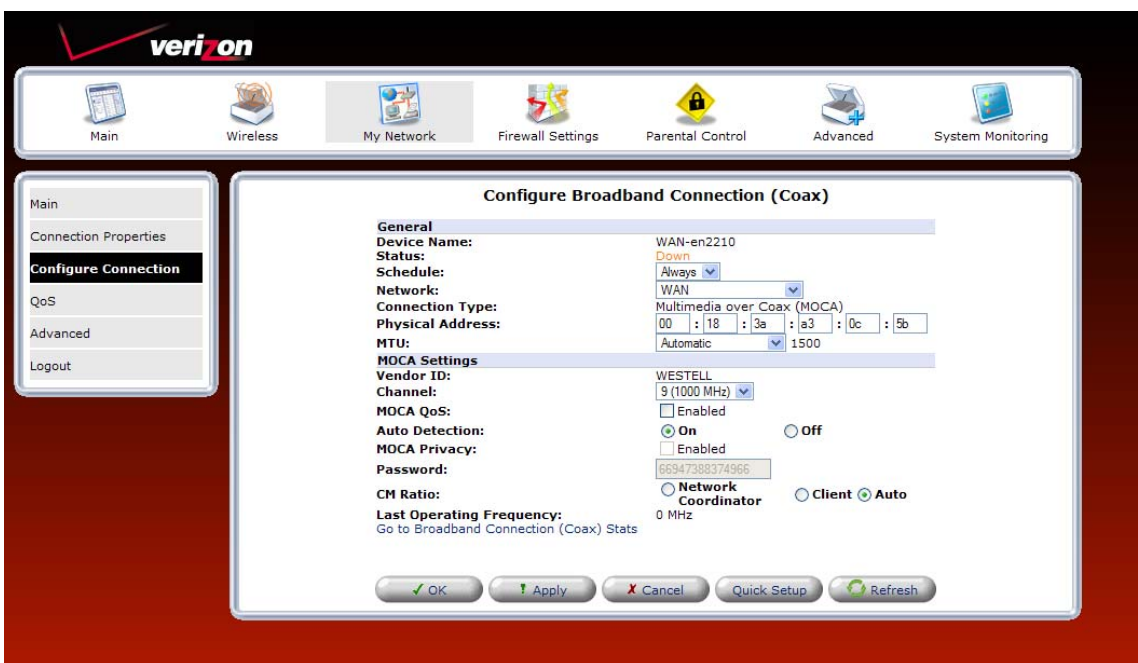 verizon
Main Wireless My Network Firewall Settings Parental Control Advanced System Monitoring
Main
Connection Properties
Configure Connection
QoS
Advanced
Logout
Configure Broadband Connection (Coax)
General
Device Name: WAN-en2210
Status: Down
Schedule: Always
Network: WAN
Connection Type: Multimedia over Coax (MOCA)
Physical Address: 00 : 18 : 3a : a3 : 0c : 5b
MTU: Automatic 1500
MOCA Settings
Vendor ID: WESTELL
Channel: 9 (1000 MHz)
MOCA QoS: Enabled
Auto Detection: On Off
MOCA Privacy: Enabled
Password: 66947388374966
CM Ratio: Network Coordinator Client Auto
Last Operating Frequency: 0 MHz
Go to Broadband Connection (Coax) Stats
OK Apply Cancel Quick Setup Refresh